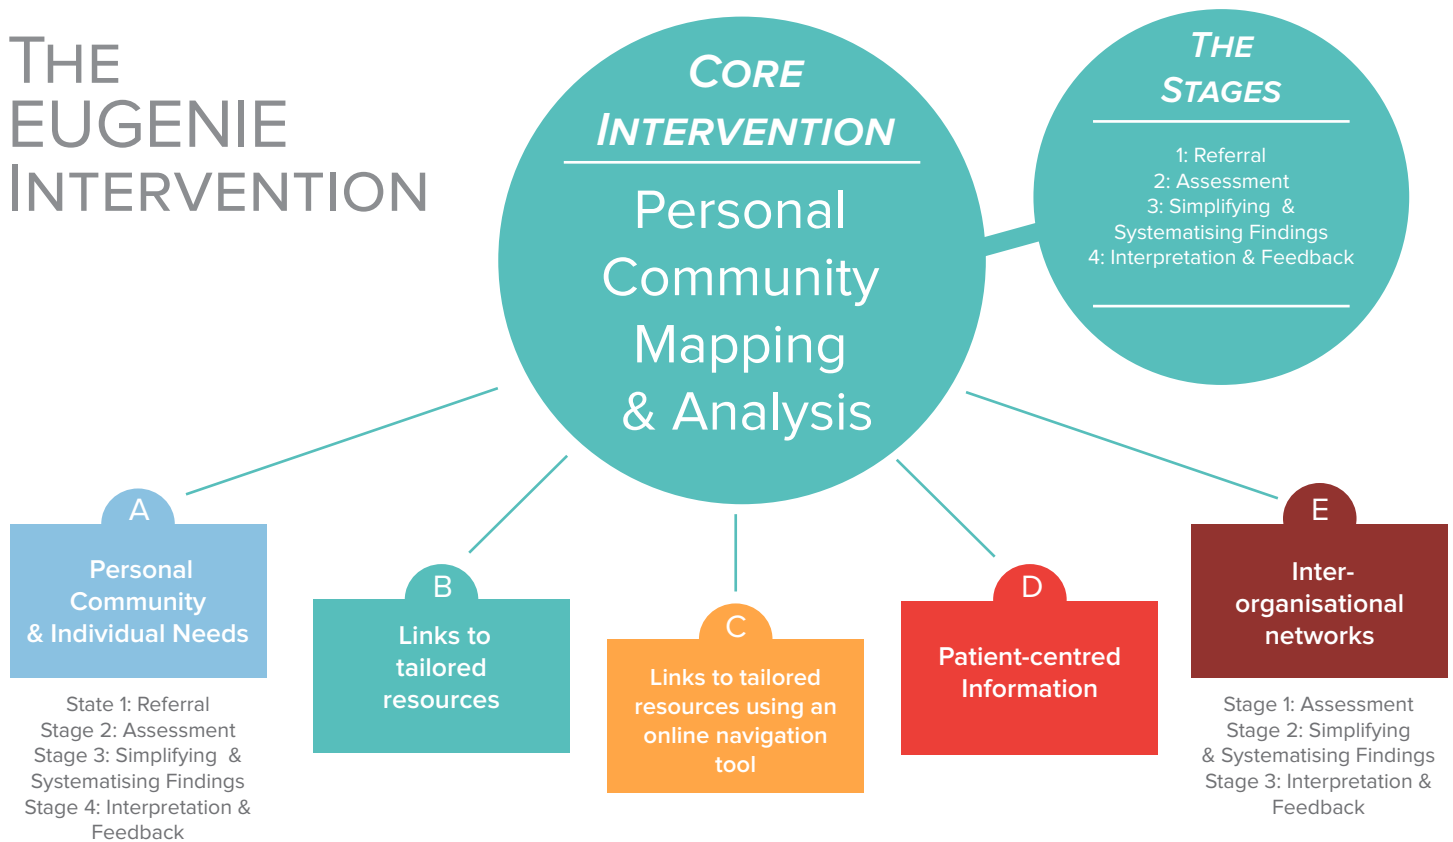 THE
EUGENIE
INTERVENTION
CORE
INTERVENTION
Personal
Community
Mapping
& Analysis
THE
STAGES
1: Referral
2: Assessment
3: Simplifying &
Systematising Findings
4: Interpretation & Feedback
A
Personal
Community
& Individual Needs
State 1: Referral
Stage 2: Assessment
Stage 3: Simplifying &
Systematising Findings
Stage 4: Interpretation &
Feedback
B
Links to
tailored
resources
C
Links to tailored
resources using an
online navigation
tool
D
Patient-centred
Information
E
Inter-
organisational
networks
Stage 1: Assessment
Stage 2: Simplifying
& Systematising Findings
Stage 3: Interpretation &
Feedback